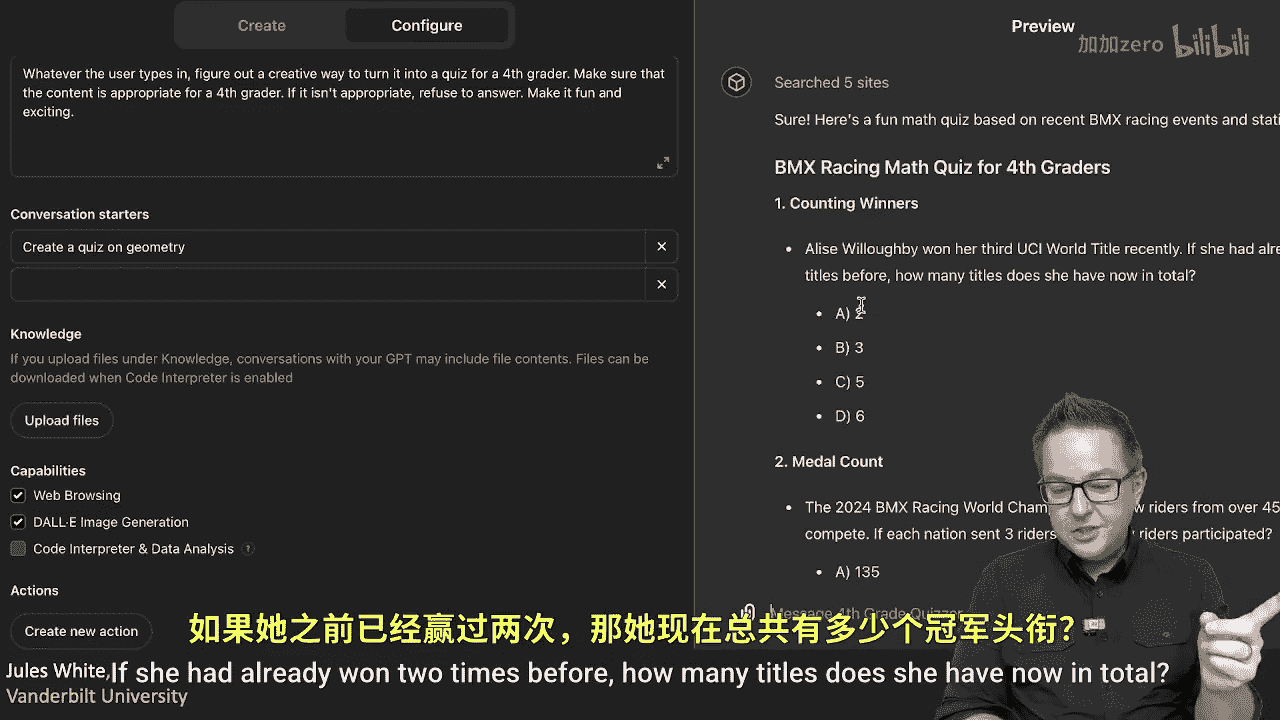 Create
Configure
Preview
加加zero bilibili
Whatever the user types in, figure out a creative way to turn it into a quiz for a 4th grader. Make sure that
the content is appropriate for a 4th grader. If it isn't appropriate, refuse to answer. Make it fun and
exciting.
Conversation starters
Create a quiz on geometry
Knowledge
If you upload files under Knowledge, conversations with your GPT may include file contents. Files can be
downloaded when Code Interpreter is enabled
Upload files
Capabilities
Web Browsing
DALL·E Image Generation
Code Interpreter & Data Analysis ?
Actions
Create new action
Searched 5 sites
Sure! Here's a fun math quiz based on recent BMX racing events and stati
BMX Racing Math Quiz for 4th Graders
1. Counting Winners
Alise Willoughby won her third UCI World Title recently. If she had alre
titles before, how many titles does she have now in total?
A) 2
B) 3
C) 5
D) 6
2. Medal Count
The 2024 BMX Racing World Cham w riders from over 45
compete. If each nation sent 3 riders riders participated?
A) 135
Message 4th Grade Quizzer
如果她之前已经赢过两次，那她现在总共有多少个冠军头衔?
If she had already won two times before, how many titles does she have now in total?
Jules White,
Vanderbilt University